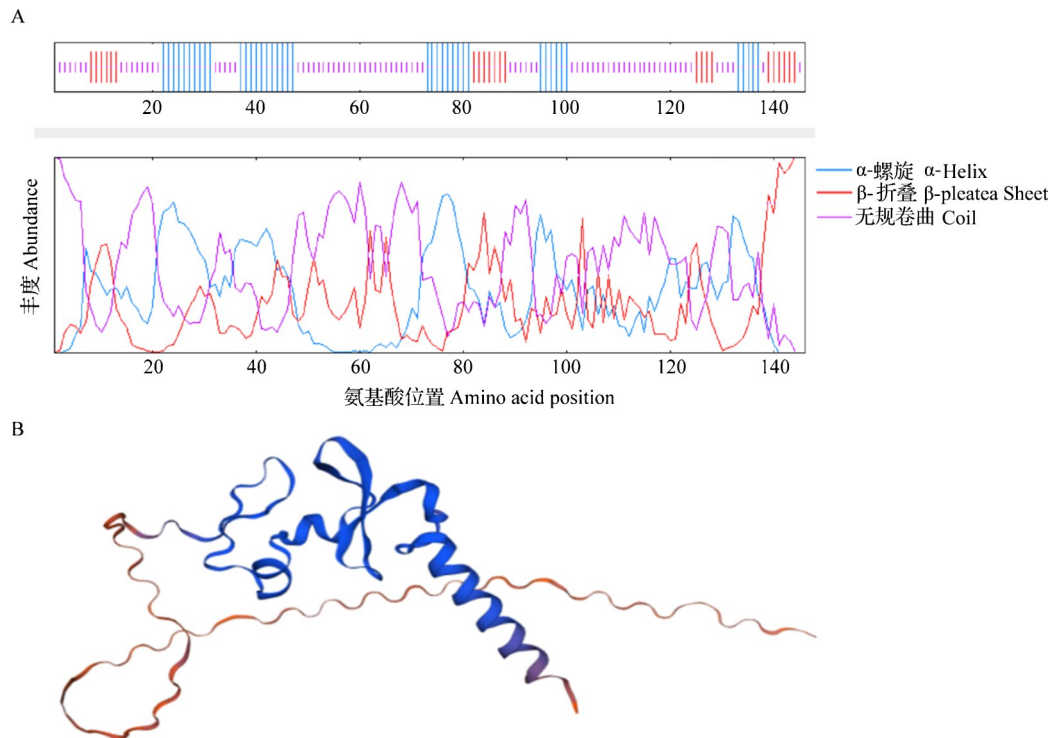 A
20 40 60 80 100 120 140
丰度 Abundance
α-螺旋 α-Helix
β-折叠 β-pleatea Sheet
无规卷曲 Coil
20 40 60 80 100 120 140
氨基酸位置 Amino acid position
B